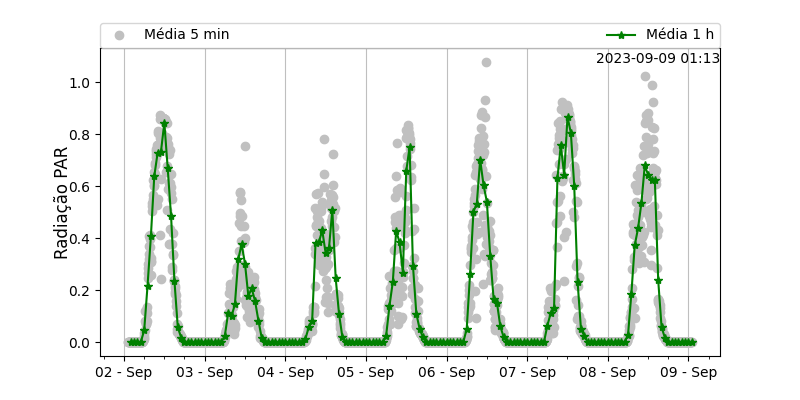 Média 5 min
Média 1 h
2023-09-09 01:13
Radiação PAR
1.0
0.8
0.6
0.4
0.2
0.0
02 - Sep
03 - Sep
04 - Sep
05 - Sep
06 - Sep
07 - Sep
08 - Sep
09 - Sep